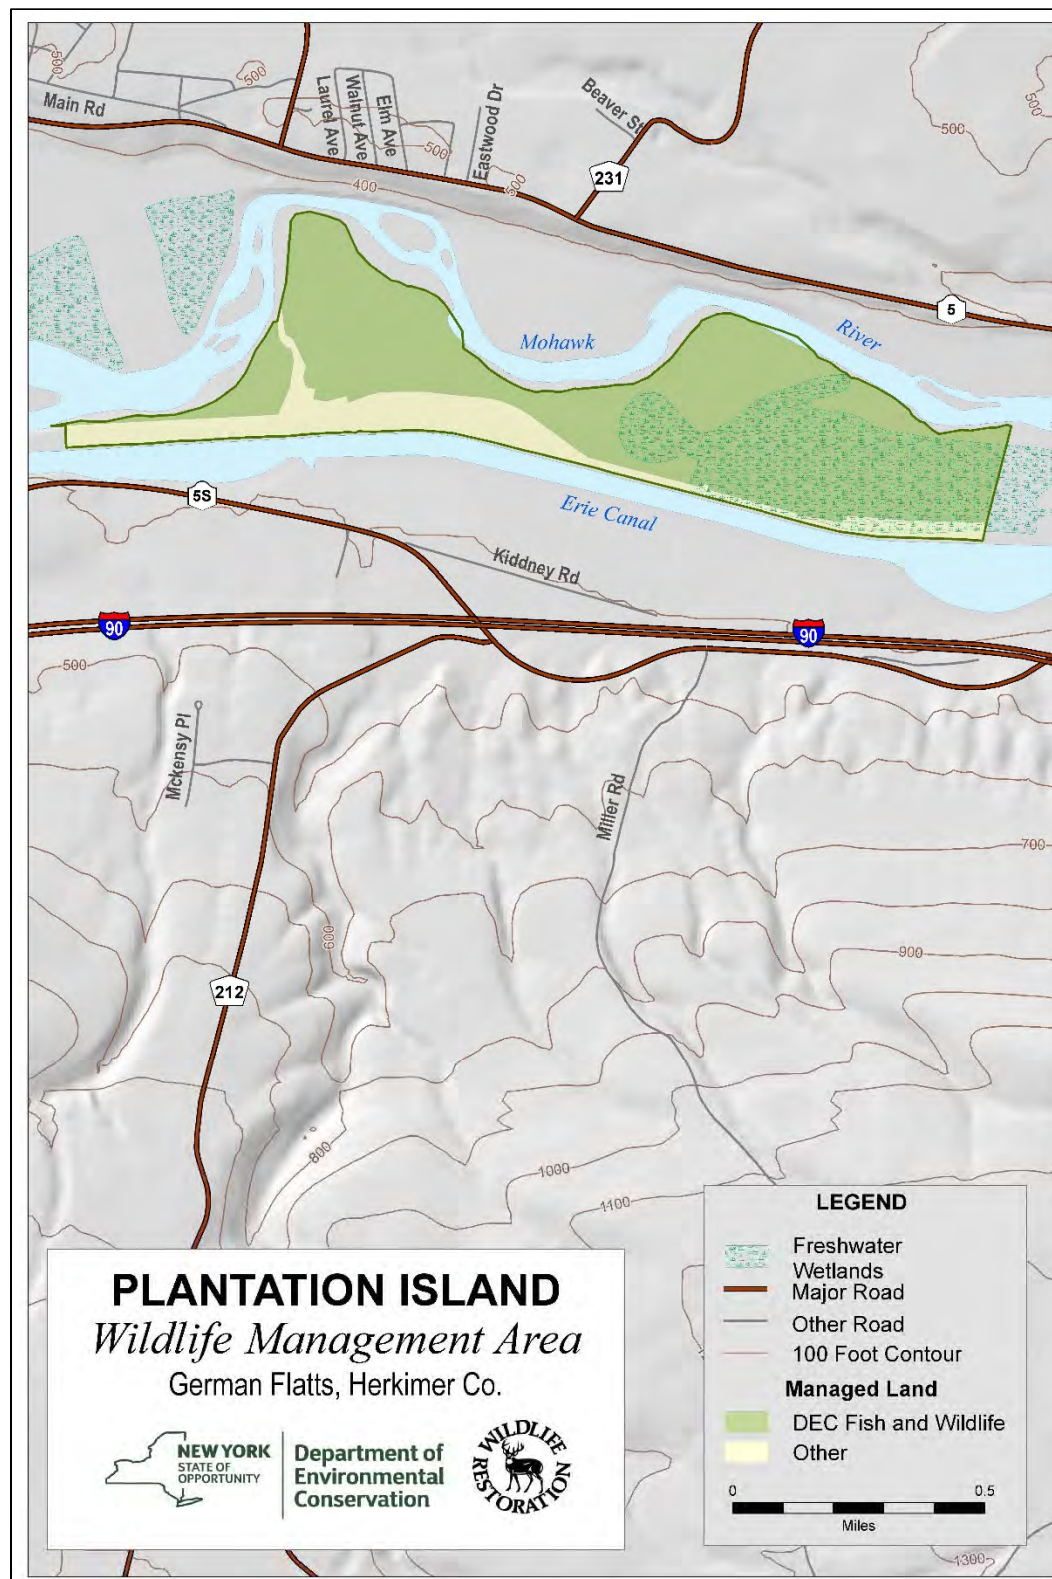 500
500
Main Rd
Laurel Ave
Walnut Ave
Elm Ave
500
Eastwood Dr
Beaver St
500
500
500
400
500
231
5
Mohawk
River
5S
Erie Canal
Kiddney Rd
90
90
500
Mckensy Pl
Miller Rd
700
600
900
212
800
1000
1100
LEGEND
Freshwater
Wetlands
Major Road
Other Road
100 Foot Contour
Managed Land
DEC Fish and Wildlife
Other
0
0.5
Miles
PLANTATION ISLAND
Wildlife Management Area
German Flatts, Herkimer Co.
NEW YORK
STATE OF
OPPORTUNITY
Department of
Environmental
Conservation
WILDLIFE
RESTORATION
1300